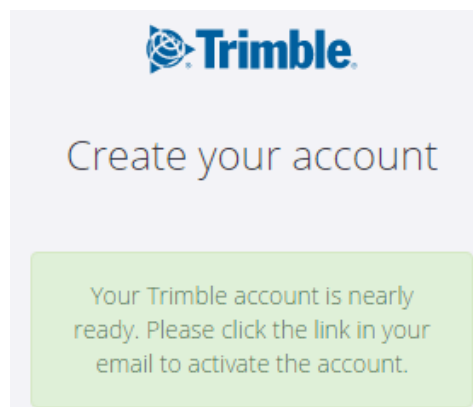 Trimble
Create your account
Your Trimble account is nearly
ready. Please click the link in your
email to activate the account.